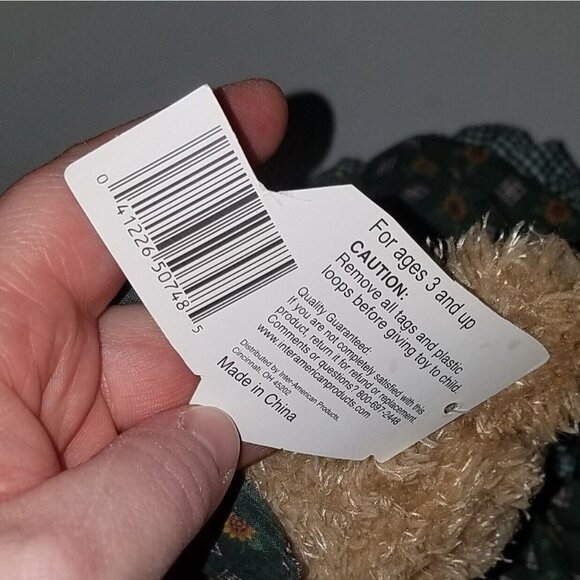 0 41226 50748 5
For ages 3 and up
CAUTION:
Remove all tags and plastic
loops before giving toy to child.
Quality Guaranteed:
If you are not completely satisfied with this
product, return it for refund or replacement.
Comments or questions? 800-697-2448
www.interamericanproducts.com
Distributed by Inter-American Products,
Cincinnati, OH 45202
Made in China